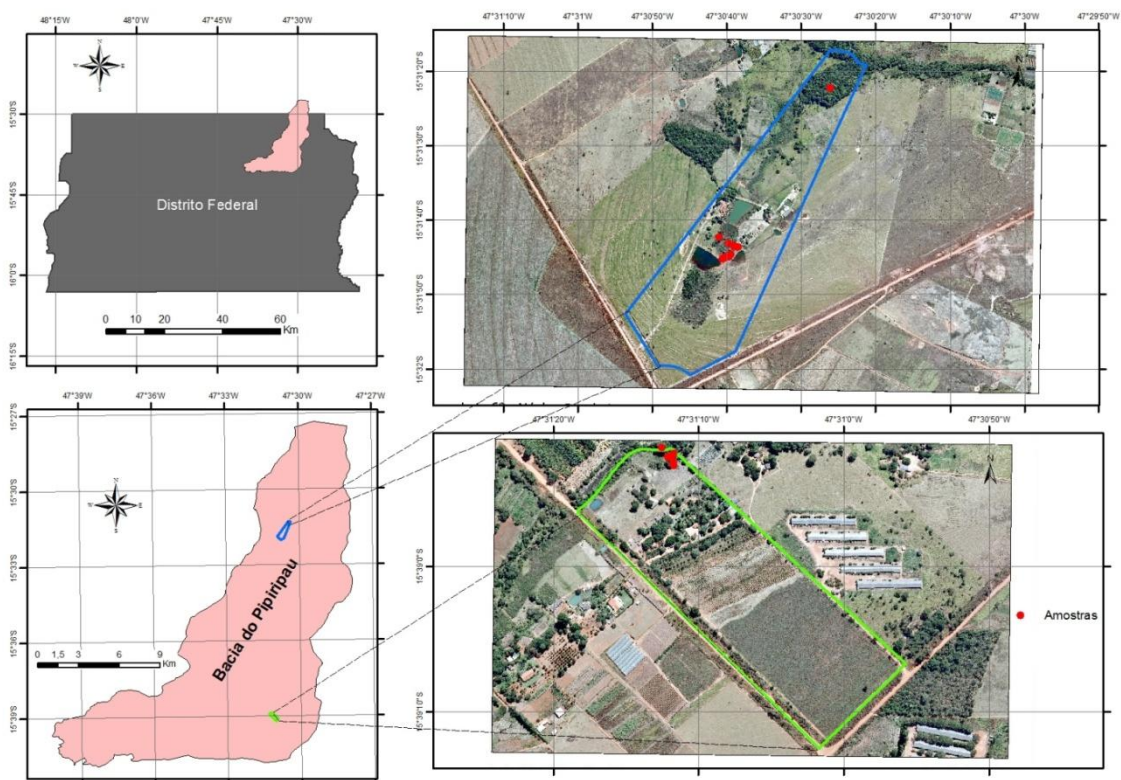 48°15'W 48°0'W 47°45'W 47°30'W
15°30'S
15°45'S
16°0'S
16°15'S
Distrito Federal
0 10 20 40 60
Km
47°31'10"W 47°31'W 47°30'50"W 47°30'40"W 47°30'30"W 47°30'20"W 47°30'10"W 47°30'W 47°29'50"W
15°31'20"S
15°31'30"S
15°31'40"S
15°31'50"S
15°32'S
47°39'W 47°36'W 47°33'W 47°30'W 47°27'W
15°27'S
15°30'S
15°33'S
15°36'S
15°39'S
Bacia do Pipiripau
0 1,5 3 6 9
Km
47°31'20"W 47°31'10"W 47°31'0"W 47°30'50"W
15°39'0"S
15°39'10"S
Amostras